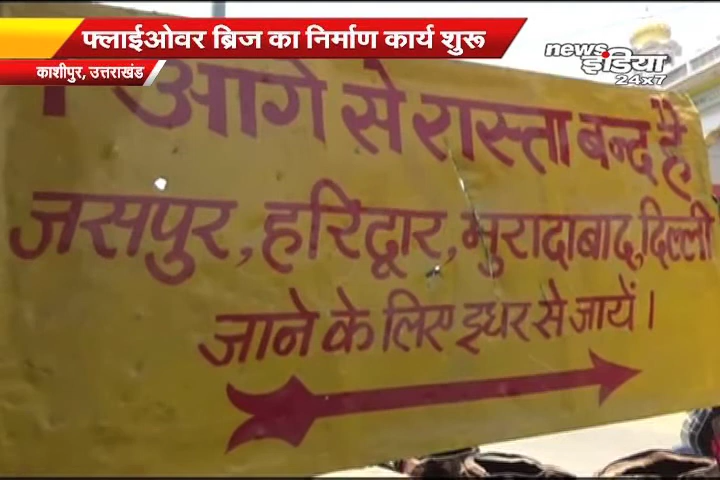 फ्लाईओवर ब्रिज का निर्माण कार्य शुरू
काशीपुर, उत्तराखंड
news
इंडिया
24x7
आगे से रास्ता बन्द है
जसपुर, हरिद्वार, मुरादाबाद, दिल्ली
जाने के लिए इधर से जायें।